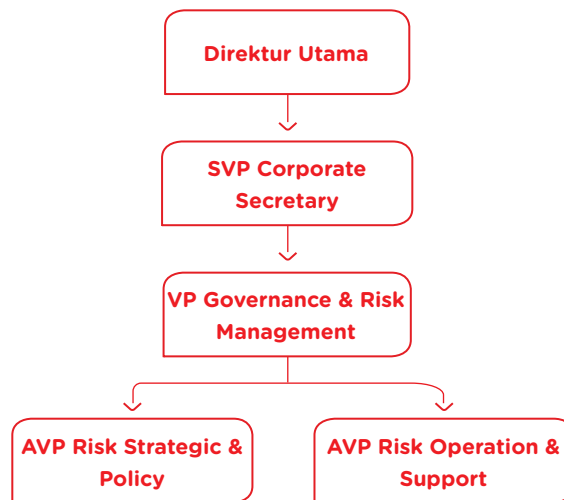 Direktur Utama
SVP Corporate
Secretary
VP Governance & Risk
Management
AVP Risk Strategic &
Policy
AVP Risk Operation &
Support